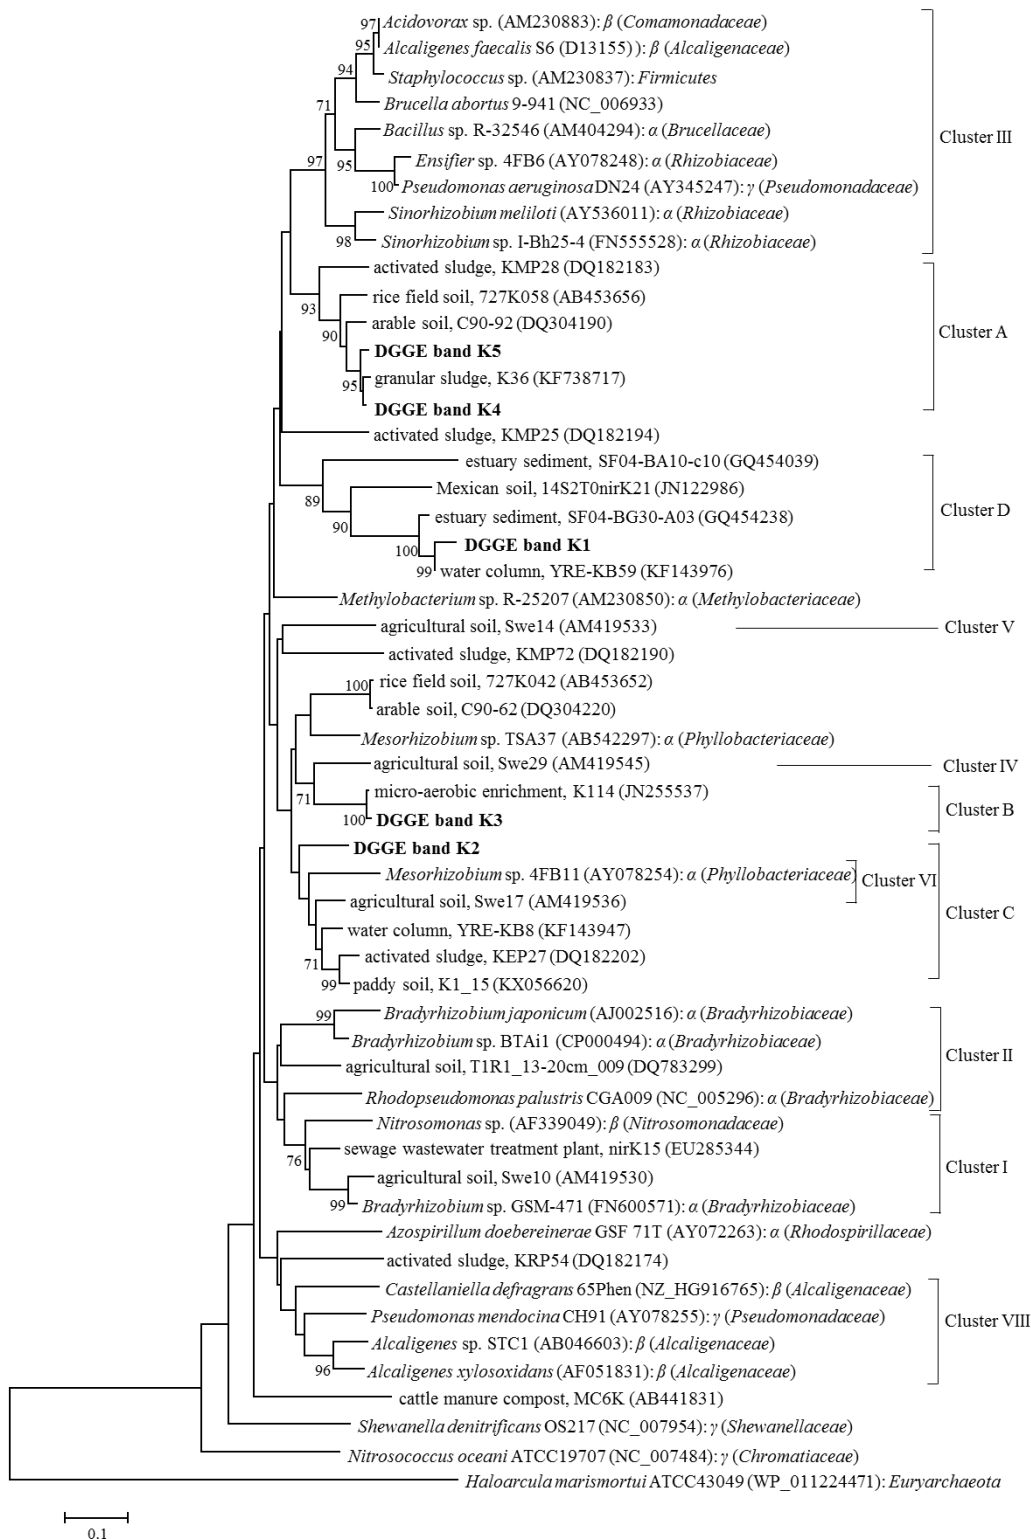 97 Acidovorax sp. (AM230883): β (Comamonadaceae)
95 Alcaligenes faecalis S6 (D13155) ): β (Alcaligenaceae)
94 Staphylococcus sp. (AM230837): Firmicutes
71 Brucella abortus 9-941 (NC_006933)
Bacillus sp. R-32546 (AM404294): α (Brucellaceae)
Cluster III
97 95 Ensifier sp. 4FB6 (AY078248): α (Rhizobiaceae)
100 Pseudomonas aeruginosa DN24 (AY345247): γ (Pseudomonadaceae)
Sinorhizobium meliloti (AY536011): α (Rhizobiaceae)
98 Sinorhizobium sp. I-Bh25-4 (FN555528): α (Rhizobiaceae)
activated sludge, KMP28 (DQ182183)
93 rice field soil, 727K058 (AB453656)
90 arable soil, C90-92 (DQ304190)
Cluster A
DGGE band K5
95 granular sludge, K36 (KF738717)
DGGE band K4
activated sludge, KMP25 (DQ182194)
estuary sediment, SF04-BA10-c10 (GQ454039)
89 Mexican soil, 14S2T0nirK21 (JN122986)
90 estuary sediment, SF04-BG30-A03 (GQ454238)
Cluster D
100 DGGE band K1
99 water column, YRE-KB59 (KF143976)
Methylobacterium sp. R-25207 (AM230850): α (Methylobacteriaceae)
agricultural soil, Swe14 (AM419533) Cluster V
activated sludge, KMP72 (DQ182190)
100 rice field soil, 727K042 (AB453652)
arable soil, C90-62 (DQ304220)
Mesorhizobium sp. TSA37 (AB542297): α (Phyllobacteriaceae)
agricultural soil, Swe29 (AM419545) Cluster IV
71 micro-aerobic enrichment, K114 (JN255537)
Cluster B
100 DGGE band K3
DGGE band K2
Mesorhizobium sp. 4FB11 (AY078254): α (Phyllobacteriaceae) Cluster VI
agricultural soil, Swe17 (AM419536)
Cluster C
water column, YRE-KB8 (KF143947)
71 activated sludge, KEP27 (DQ182202)
99 paddy soil, K1_15 (KX056620)
99 Bradyrhizobium japonicum (AJ002516): α (Bradyrhizobiaceae)
Bradyrhizobium sp. BTAi1 (CP000494): α (Bradyrhizobiaceae)
Cluster II
agricultural soil, T1R1_13-20cm_009 (DQ783299)
Rhodopseudomonas palustris CGA009 (NC_005296): α (Bradyrhizobiaceae)
Nitrosomonas sp. (AF339049): β (Nitrosomonadaceae)
76 sewage wastewater treatment plant, nirK15 (EU285344)
Cluster I
agricultural soil, Swe10 (AM419530)
99 Bradyrhizobium sp. GSM-471 (FN600571): α (Bradyrhizobiaceae)
Azospirillum doebereinerae GSF 71T (AY072263): α (Rhodospirillaceae)
activated sludge, KRP54 (DQ182174)
Castellaniella defragrans 65Phen (NZ_HG916765): β (Alcaligenaceae)
Pseudomonas mendocina CH91 (AY078255): γ (Pseudomonadaceae)
Cluster VIII
Alcaligenes sp. STC1 (AB046603): β (Alcaligenaceae)
96 Alcaligenes xylosoxidans (AF051831): β (Alcaligenaceae)
cattle manure compost, MC6K (AB441831)
Shewanella denitrificans OS217 (NC_007954): γ (Shewanellaceae)
Nitrosococcus oceani ATCC19707 (NC_007484): γ (Chromatiaceae)
Haloarcula marismortui ATCC43049 (WP_011224471): Euryarchaeota
0.1